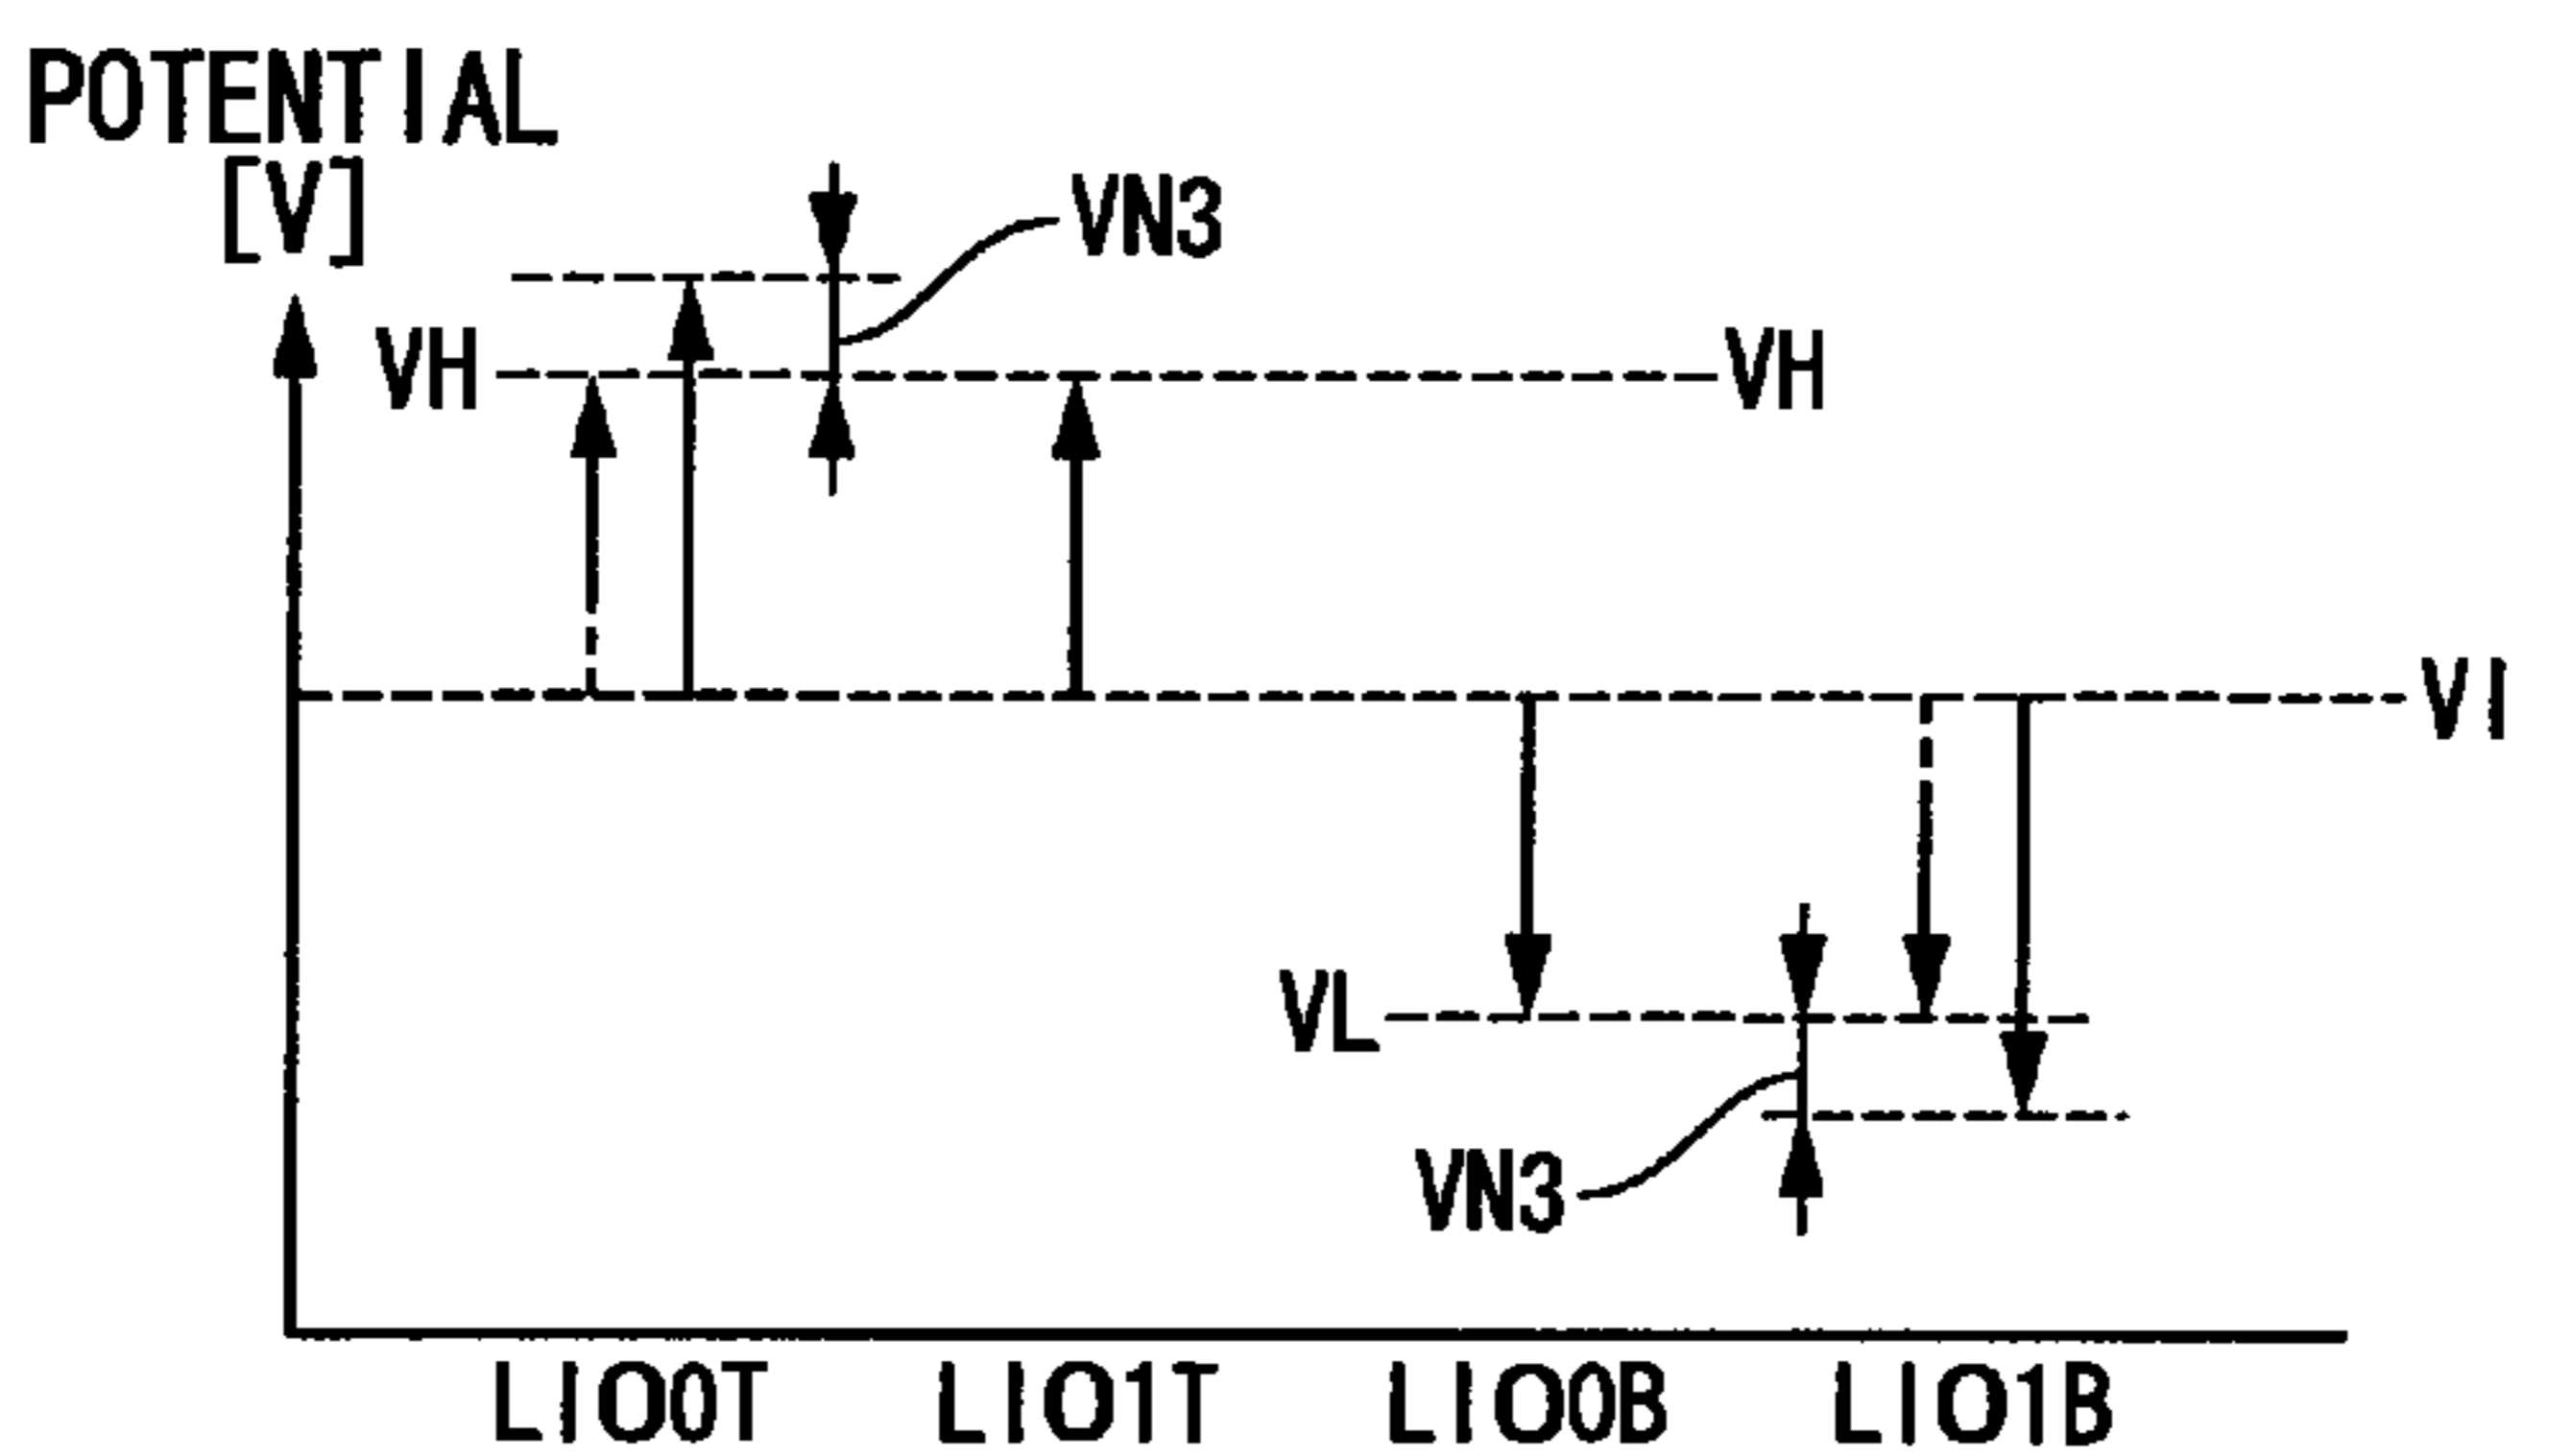 POTENTIAL
[V]
VN3
VH
VH
VI
VL
VN3
LIO0T LIO1T LIO0B LIO1B